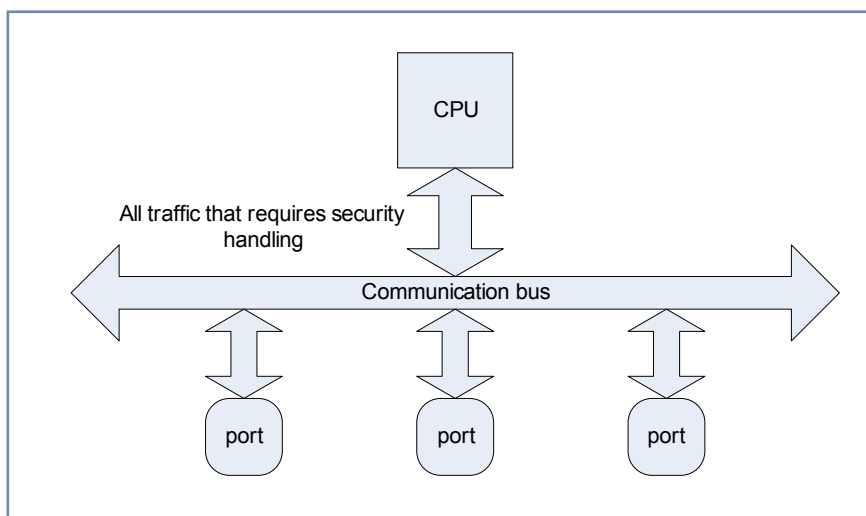 CPU
All traffic that requires security
handling
Communication bus
port
port
port